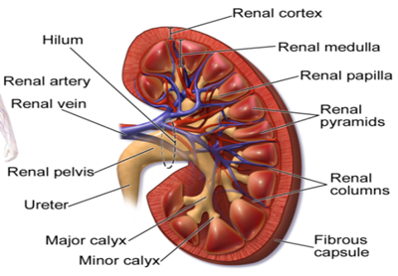 Renal cortex
Hilum
Renal medulla
Renal artery
Renal papilla
Renal vein
Renal
pyramids
Renal pelvis
Renal
columns
Ureter
Major calyx
Fibrous
capsule
Minor calyx